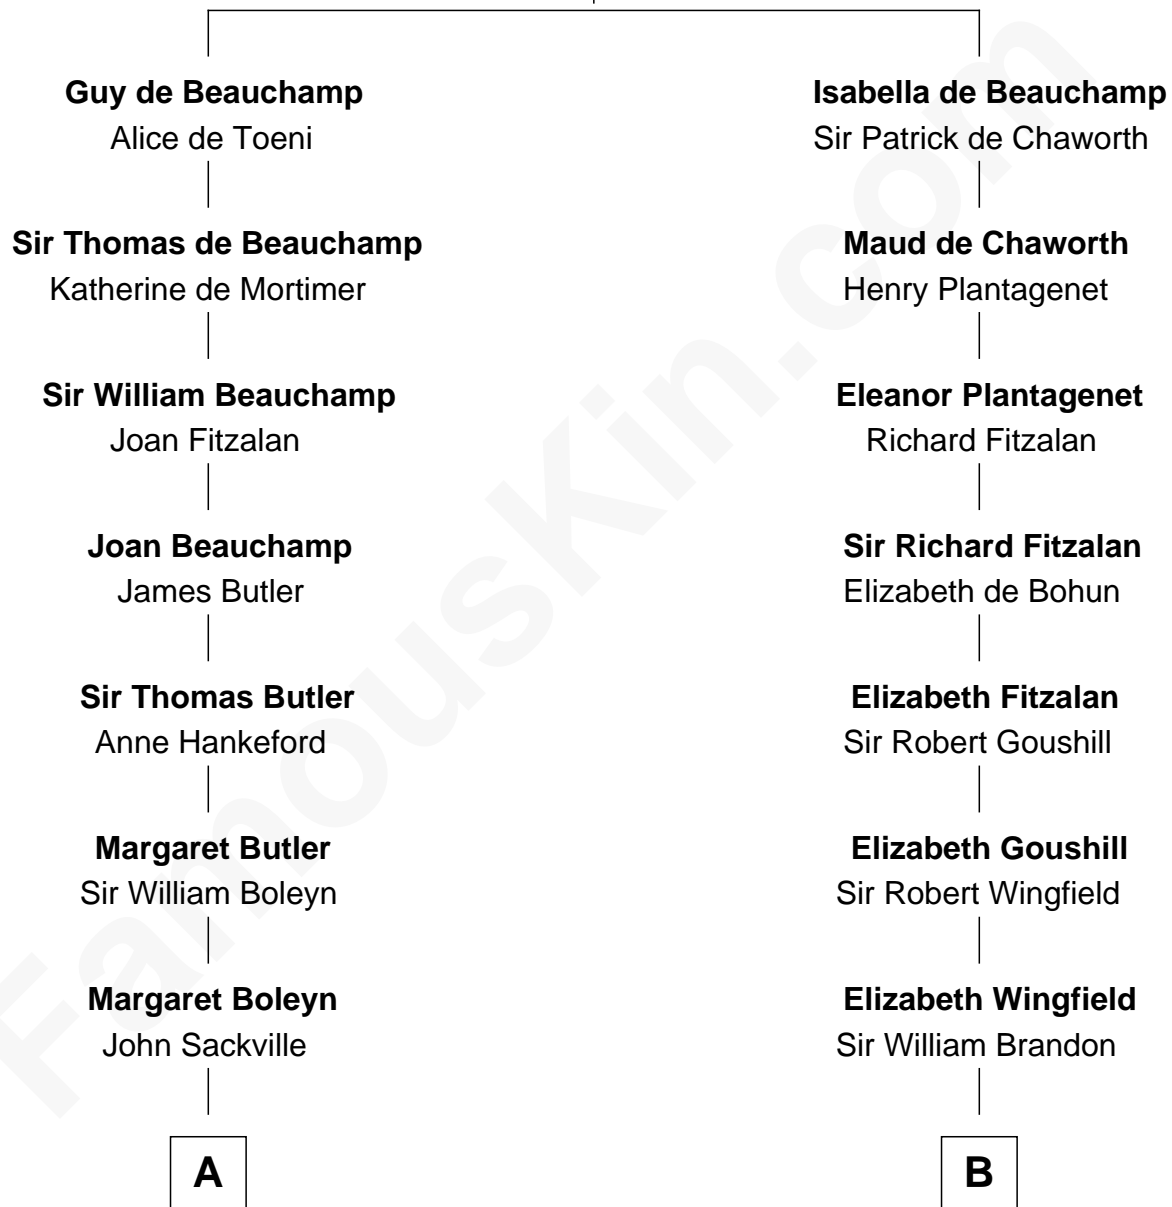 Guy de Beauchamp
Alice de Toeni
Isabella de Beauchamp
Sir Patrick de Chaworth
Sir Thomas de Beauchamp
Katherine de Mortimer
Maud de Chaworth
Henry Plantagenet
Sir William Beauchamp
Joan Fitzalan
Eleanor Plantagenet
Richard Fitzalan
Joan Beauchamp
James Butler
Sir Richard Fitzalan
Elizabeth de Bohun
Sir Thomas Butler
Anne Hankeford
Elizabeth Fitzalan
Sir Robert Goushill
Margaret Butler
Sir William Boleyn
Elizabeth Goushill
Sir Robert Wingfield
Margaret Boleyn
John Sackville
Elizabeth Wingfield
Sir William Brandon
A
B
FamousKin.com